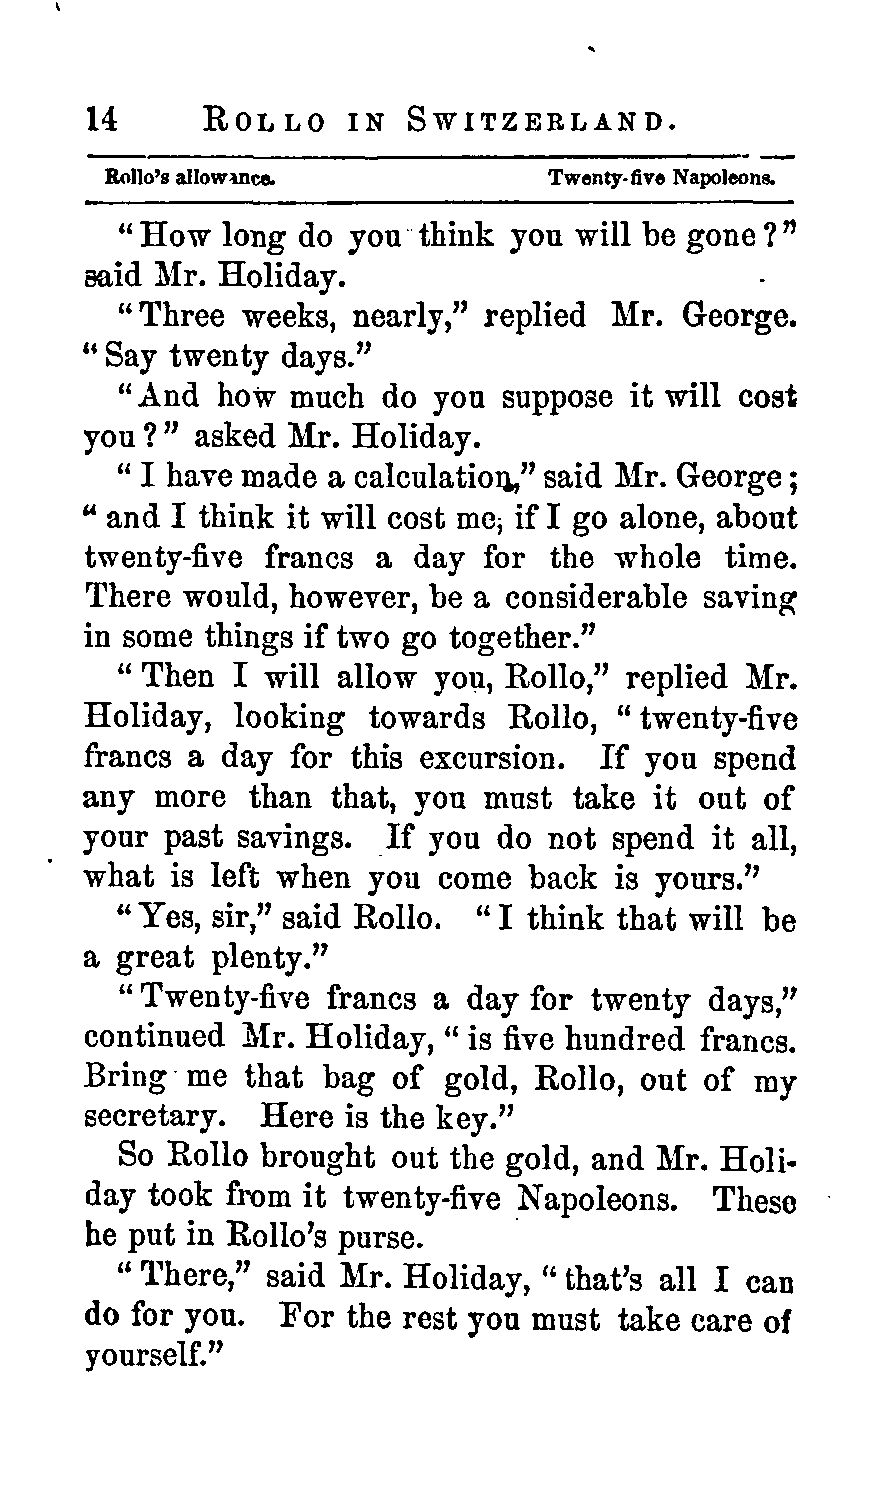 14 ROLLO IN SWITZERLAND.
Rollo's allowance. Twenty-five Napoleons.
"How long do you think you will be gone?"
said Mr. Holiday.
"Three weeks, nearly," replied Mr. George.
"Say twenty days."
"And how much do you suppose it will cost
you?" asked Mr. Holiday.
"I have made a calculation," said Mr. George;
"and I think it will cost me, if I go alone, about
twenty-five francs a day for the whole time.
There would, however, be a considerable saving
in some things if two go together."
"Then I will allow you, Rollo," replied Mr.
Holiday, looking towards Rollo, "twenty-five
francs a day for this excursion. If you spend
any more than that, you must take it out of
your past savings. If you do not spend it all,
what is left when you come back is yours."
"Yes, sir," said Rollo. "I think that will be
a great plenty."
"Twenty-five francs a day for twenty days,"
continued Mr. Holiday, "is five hundred francs.
Bring me that bag of gold, Rollo, out of my
secretary. Here is the key."
So Rollo brought out the gold, and Mr. Holi-
day took from it twenty-five Napoleons. These
he put in Rollo's purse.
"There," said Mr. Holiday, "that's all I can
do for you. For the rest you must take care of
yourself."